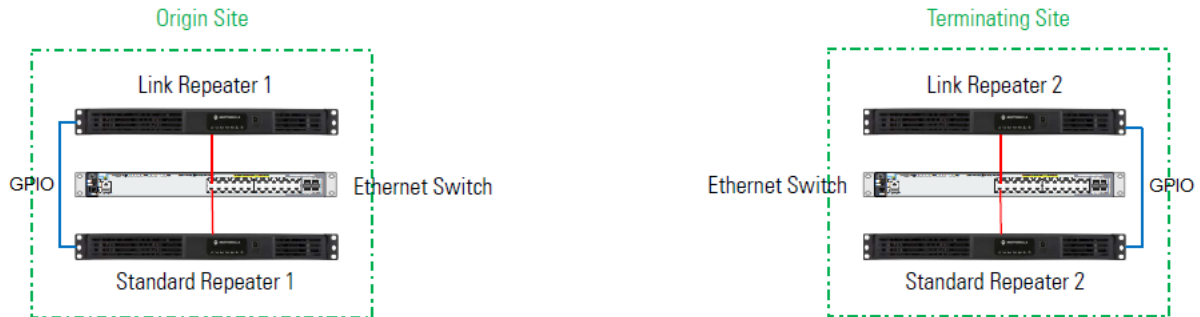 Origin Site
Terminating Site
Link Repeater 1
Link Repeater 2
GPIO
Ethernet Switch
Ethernet Switch
GPIO
Standard Repeater 1
Standard Repeater 2